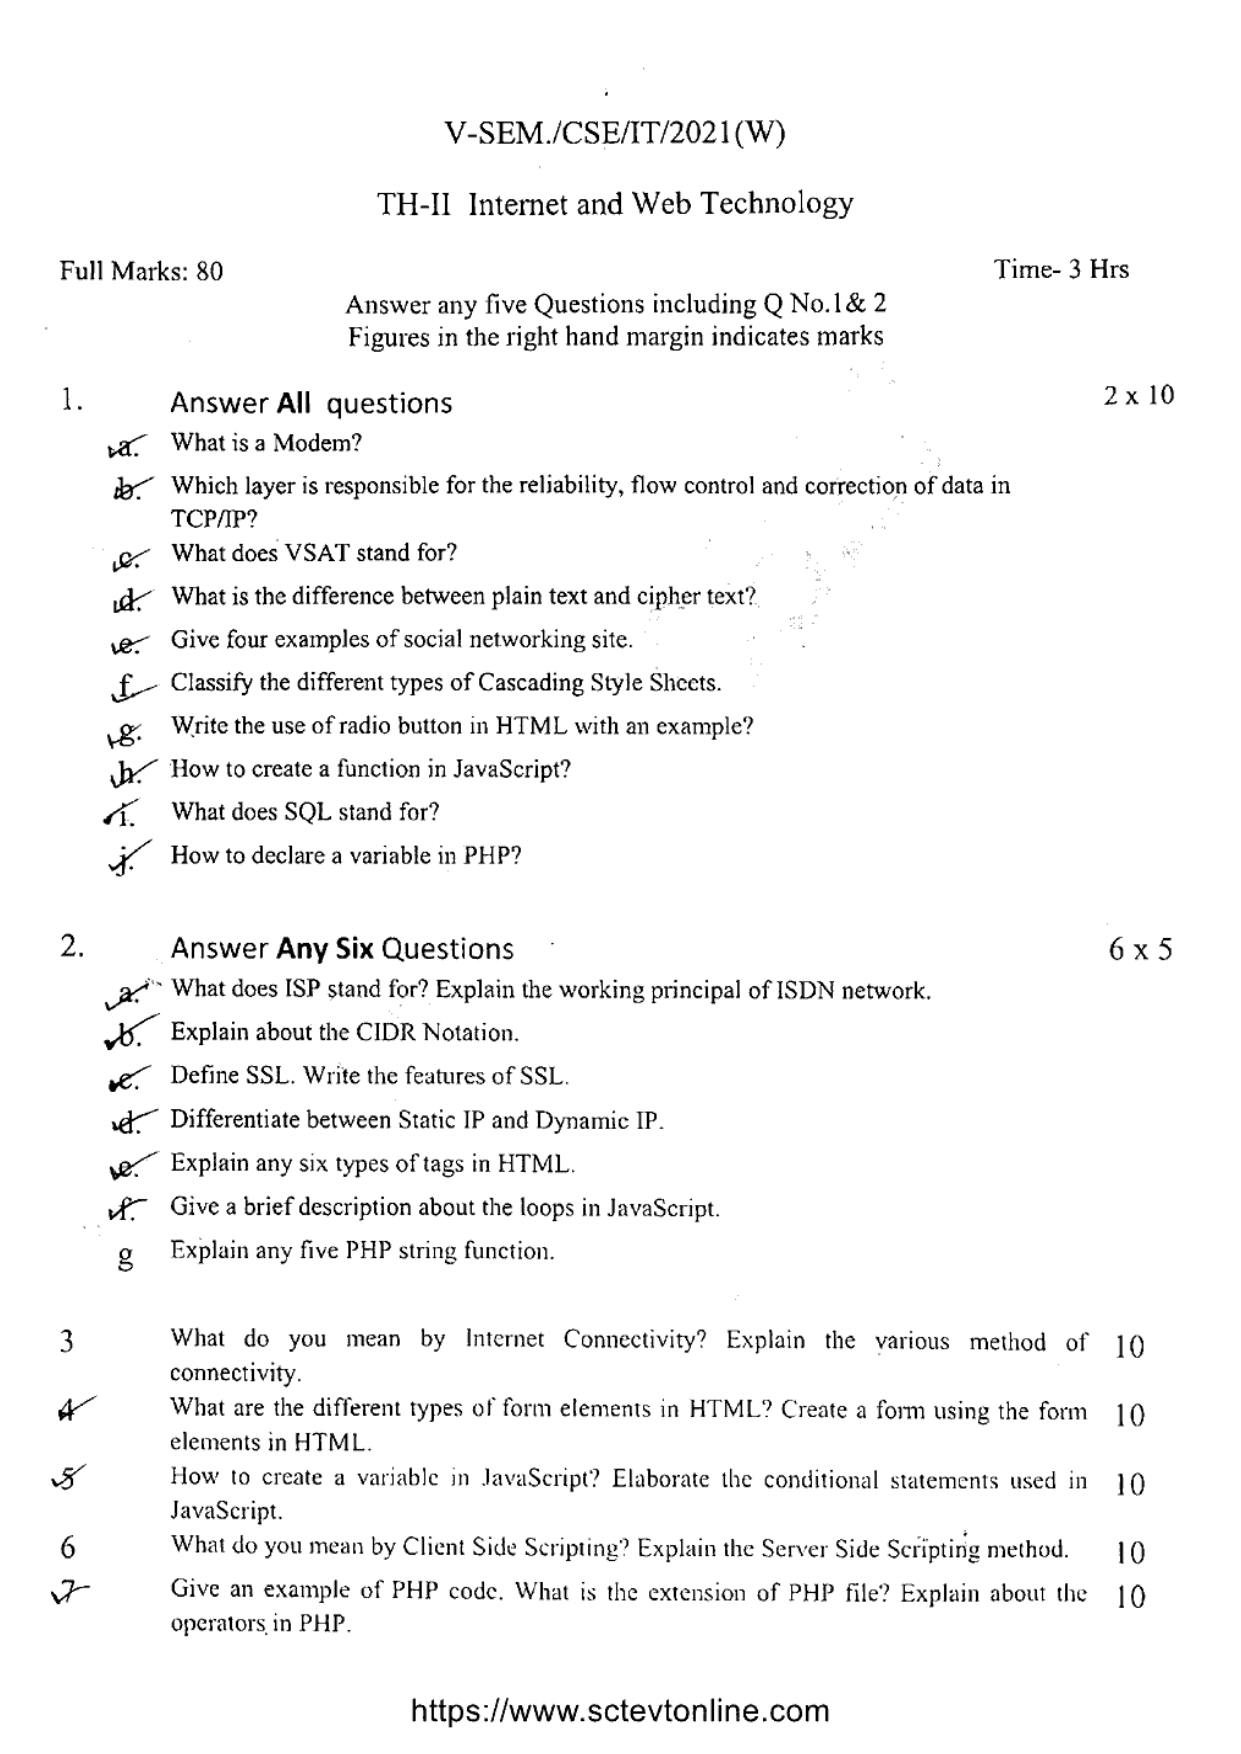 V-SEM./CSE/IT/2021(W)
TH-II Internet and Web Technology
Full Marks: 80 Time- 3 Hrs
Answer any five Questions including Q No.1& 2
Figures in the right hand margin indicates marks
1. Answer All questions 2 x 10
a. What is a Modem?
b. Which layer is responsible for the reliability, flow control and correction of data in
TCP/IP?
c. What does VSAT stand for?
d. What is the difference between plain text and cipher text?
e. Give four examples of social networking site.
f. Classify the different types of Cascading Style Sheets.
g. Write the use of radio button in HTML with an example?
h. How to create a function in JavaScript?
i. What does SQL stand for?
j. How to declare a variable in PHP?
2. Answer Any Six Questions 6 x 5
a. What does ISP stand for? Explain the working principal of ISDN network.
b. Explain about the CIDR Notation.
c. Define SSL. Write the features of SSL.
d. Differentiate between Static IP and Dynamic IP.
e. Explain any six types of tags in HTML.
f. Give a brief description about the loops in JavaScript.
g Explain any five PHP string function.
3 What do you mean by Internet Connectivity? Explain the various method of 10
connectivity.
4 What are the different types of form elements in HTML? Create a form using the form 10
elements in HTML.
5 How to create a variable in JavaScript? Elaborate the conditional statements used in 10
JavaScript.
6 What do you mean by Client Side Scripting? Explain the Server Side Scripting method. 10
7 Give an example of PHP code. What is the extension of PHP file? Explain about the 10
operators in PHP.
https://www.sctevtonline.com